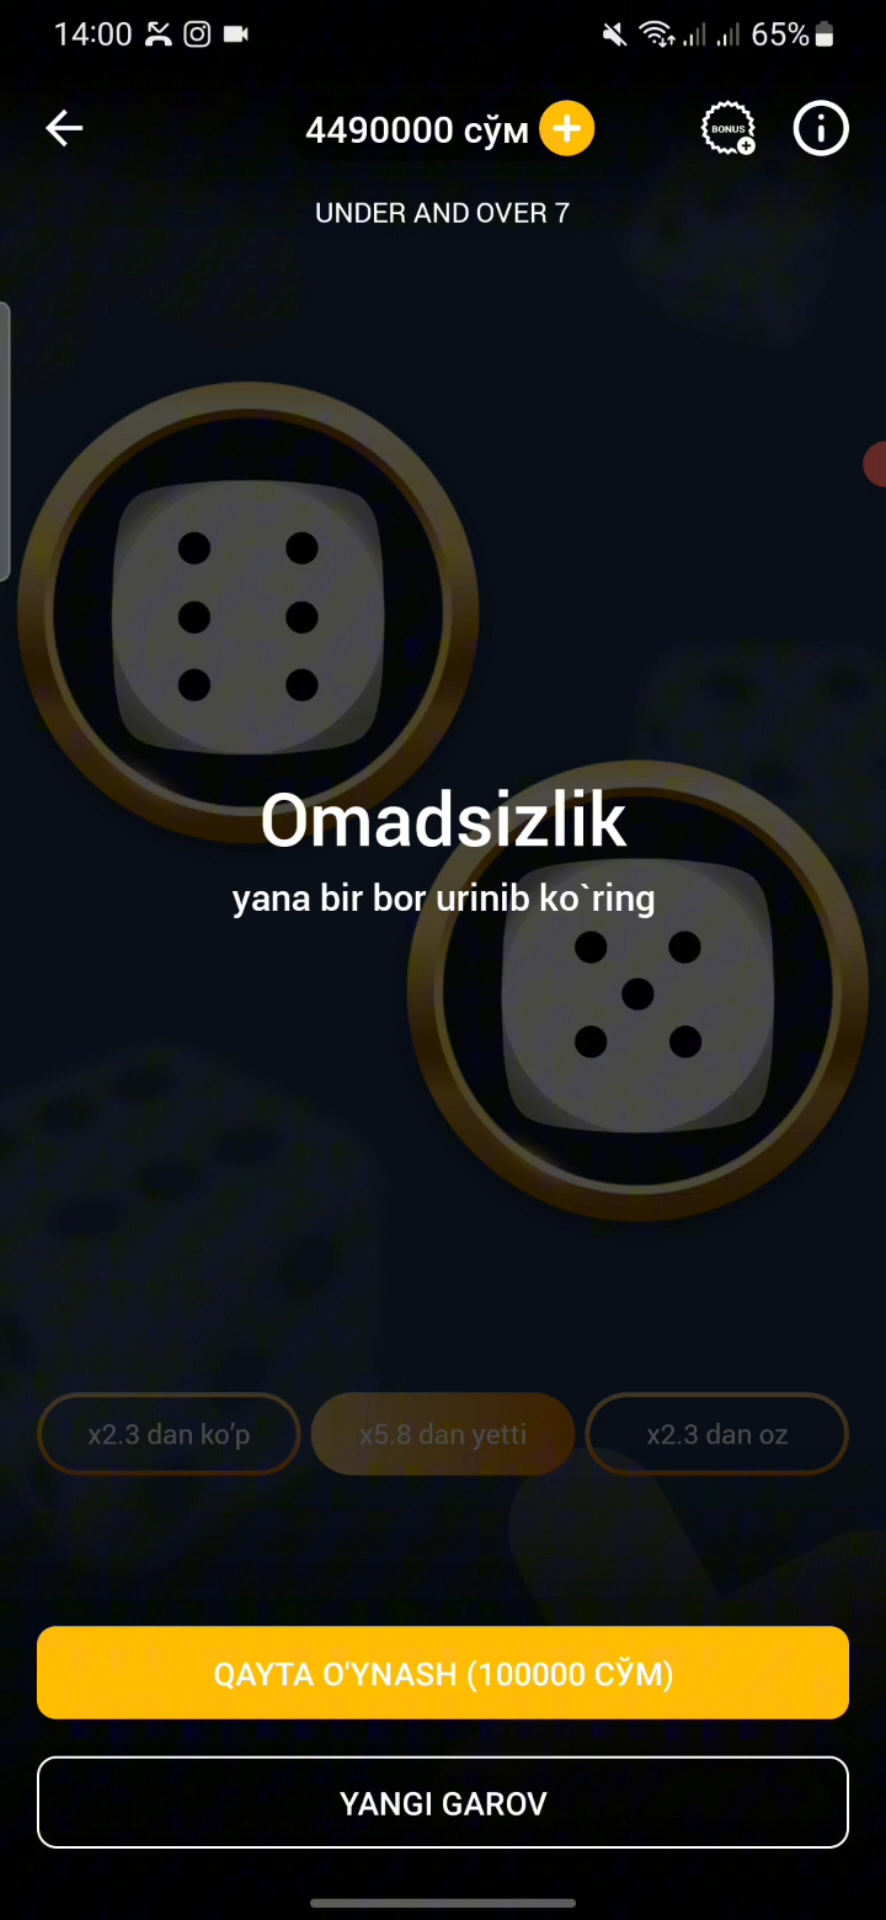 14:00
65%
4490000 сўм
BONUS
UNDER AND OVER 7
Omadsizlik
yana bir bor urinib ko`ring
x2.3 dan ko’p
x5.8 dan yetti
x2.3 dan oz
QAYTA O'YNASH (100000 СЎМ)
YANGI GAROV